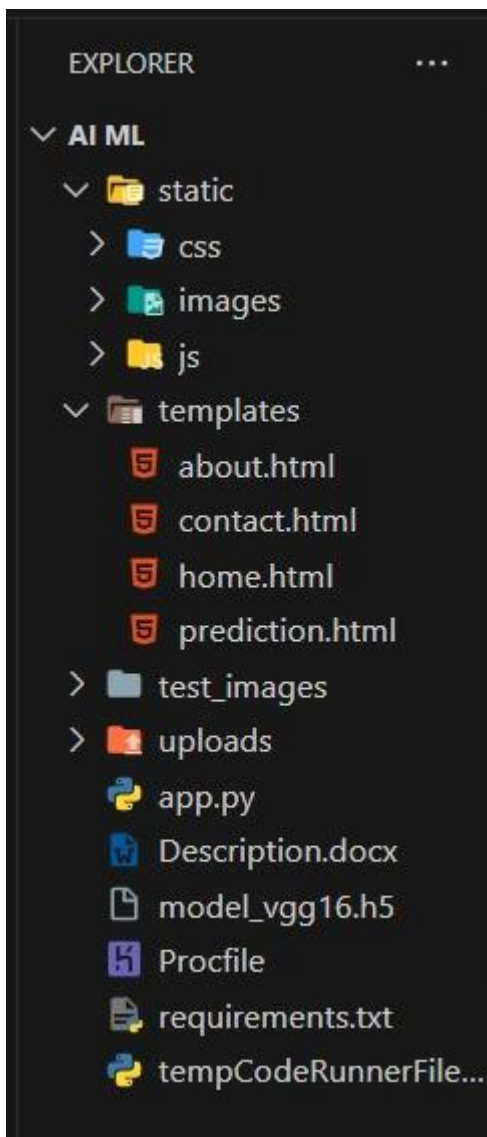 EXPLORER ...
AI ML
static
css
images
js
templates
about.html
contact.html
home.html
prediction.html
test_images
uploads
app.py
Description.docx
model_vgg16.h5
Procfile
requirements.txt
tempCodeRunnerFile...